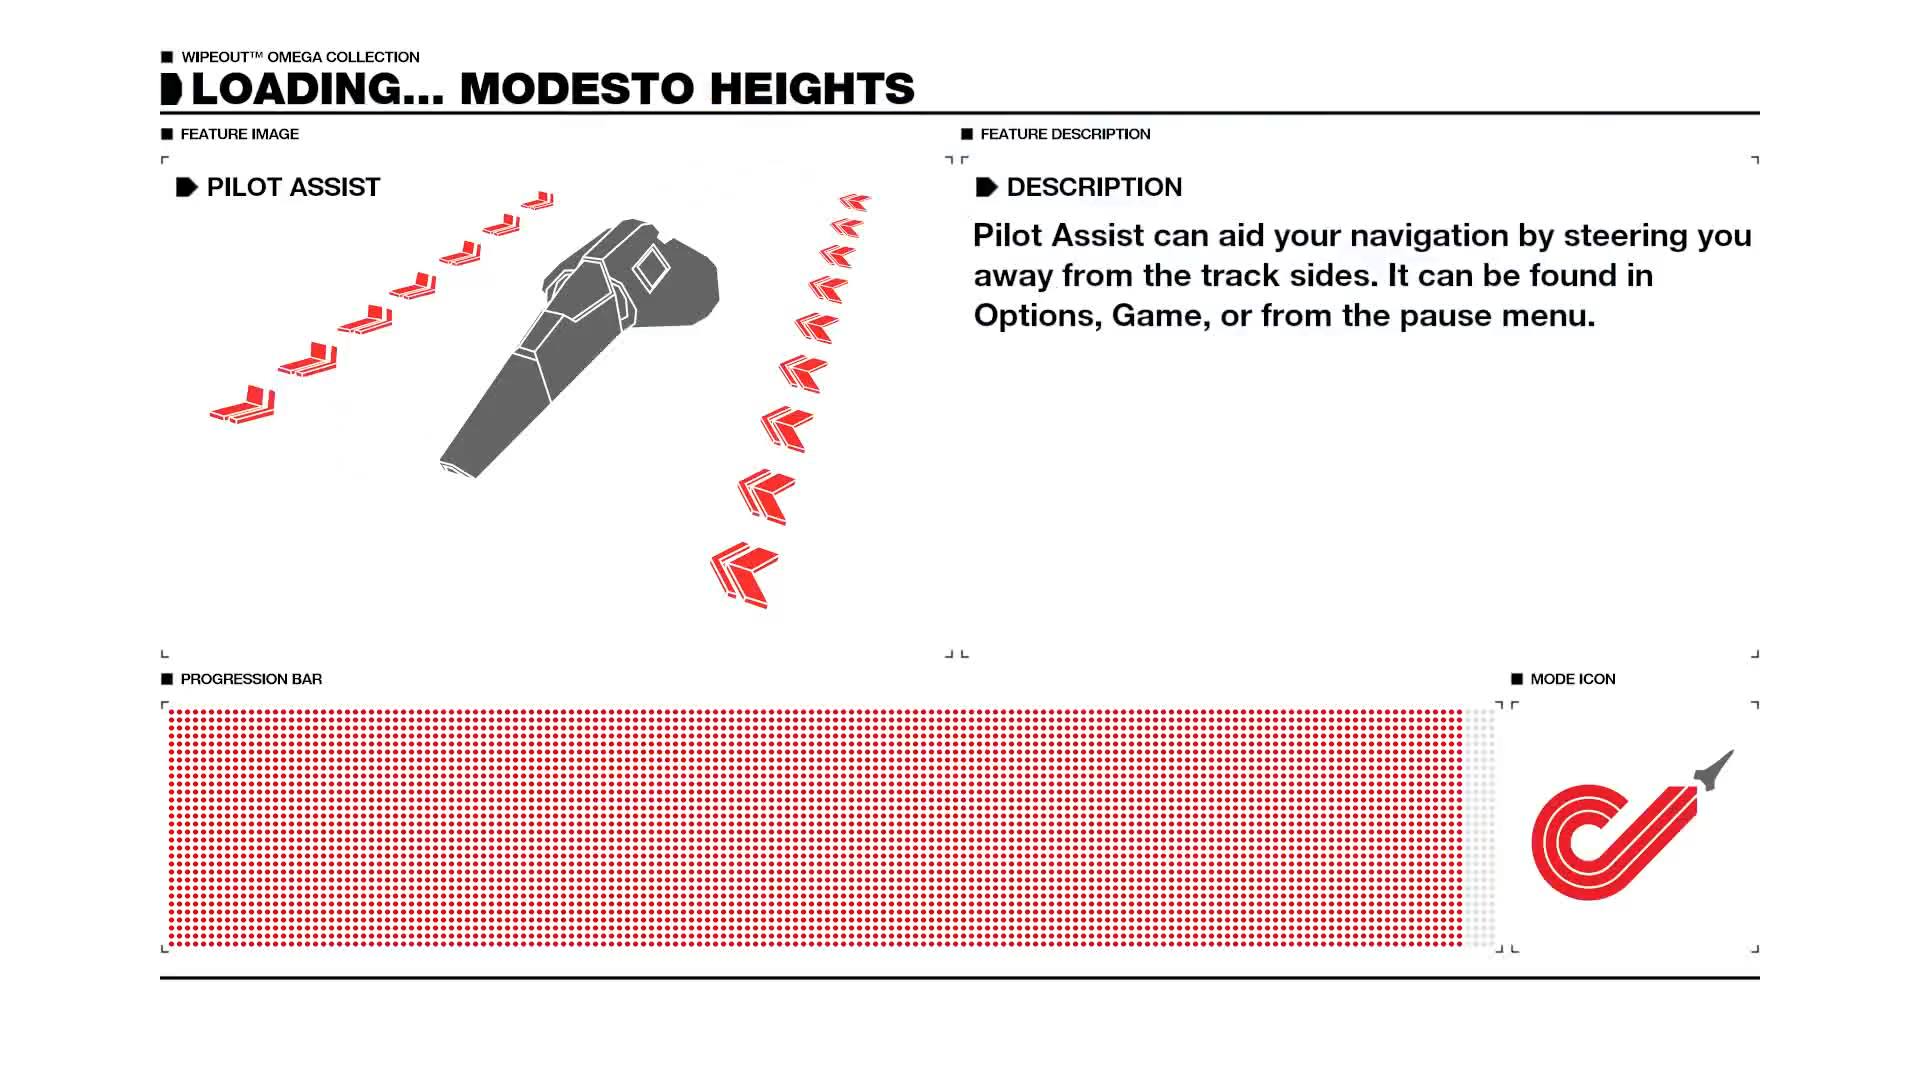 WIPEOUT™ OMEGA COLLECTION
LOADING... MODESTO HEIGHTS
FEATURE IMAGE
PILOT ASSIST
FEATURE DESCRIPTION
DESCRIPTION
Pilot Assist can aid your navigation by steering you
away from the track sides. It can be found in
Options, Game, or from the pause menu.
PROGRESSION BAR
MODE ICON